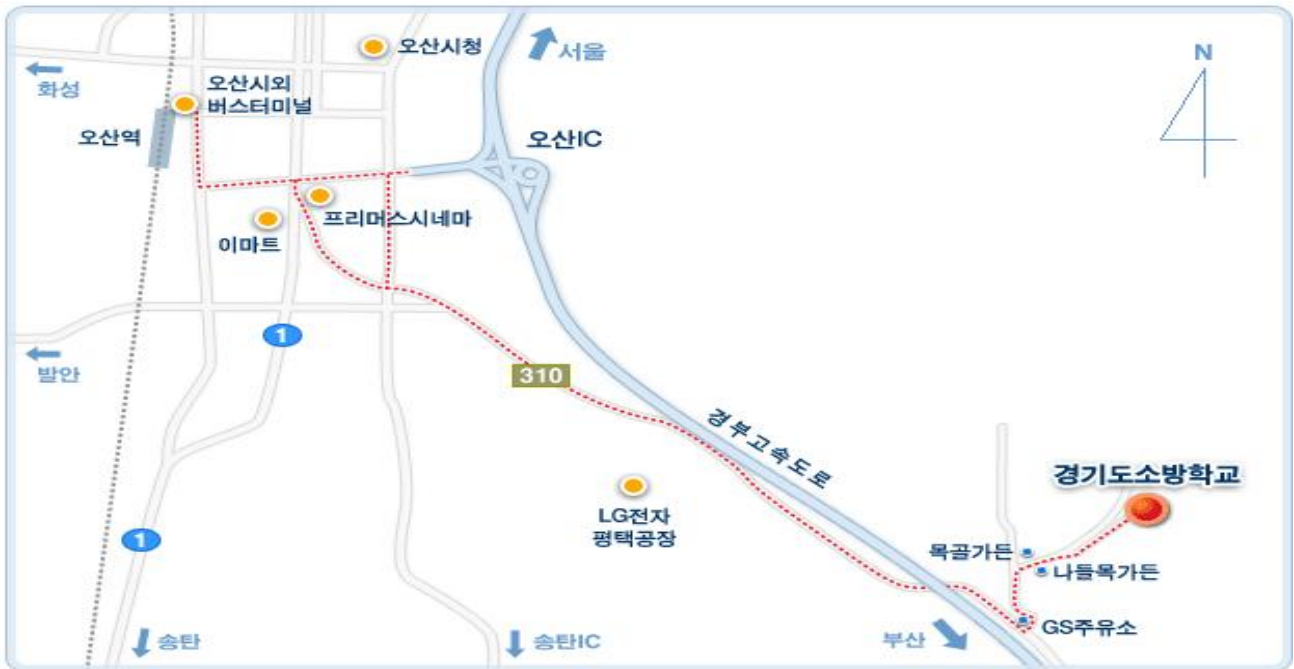 오산시청
서울
N
화성
오산시외
버스터미널
오산역
오산IC
프리머스시네마
이마트
1
발안
310
경부고속도로
경기도소방학교
LG전자
평택공장
목골가든
나들목가든
1
GS주유소
송탄
송탄IC
부산